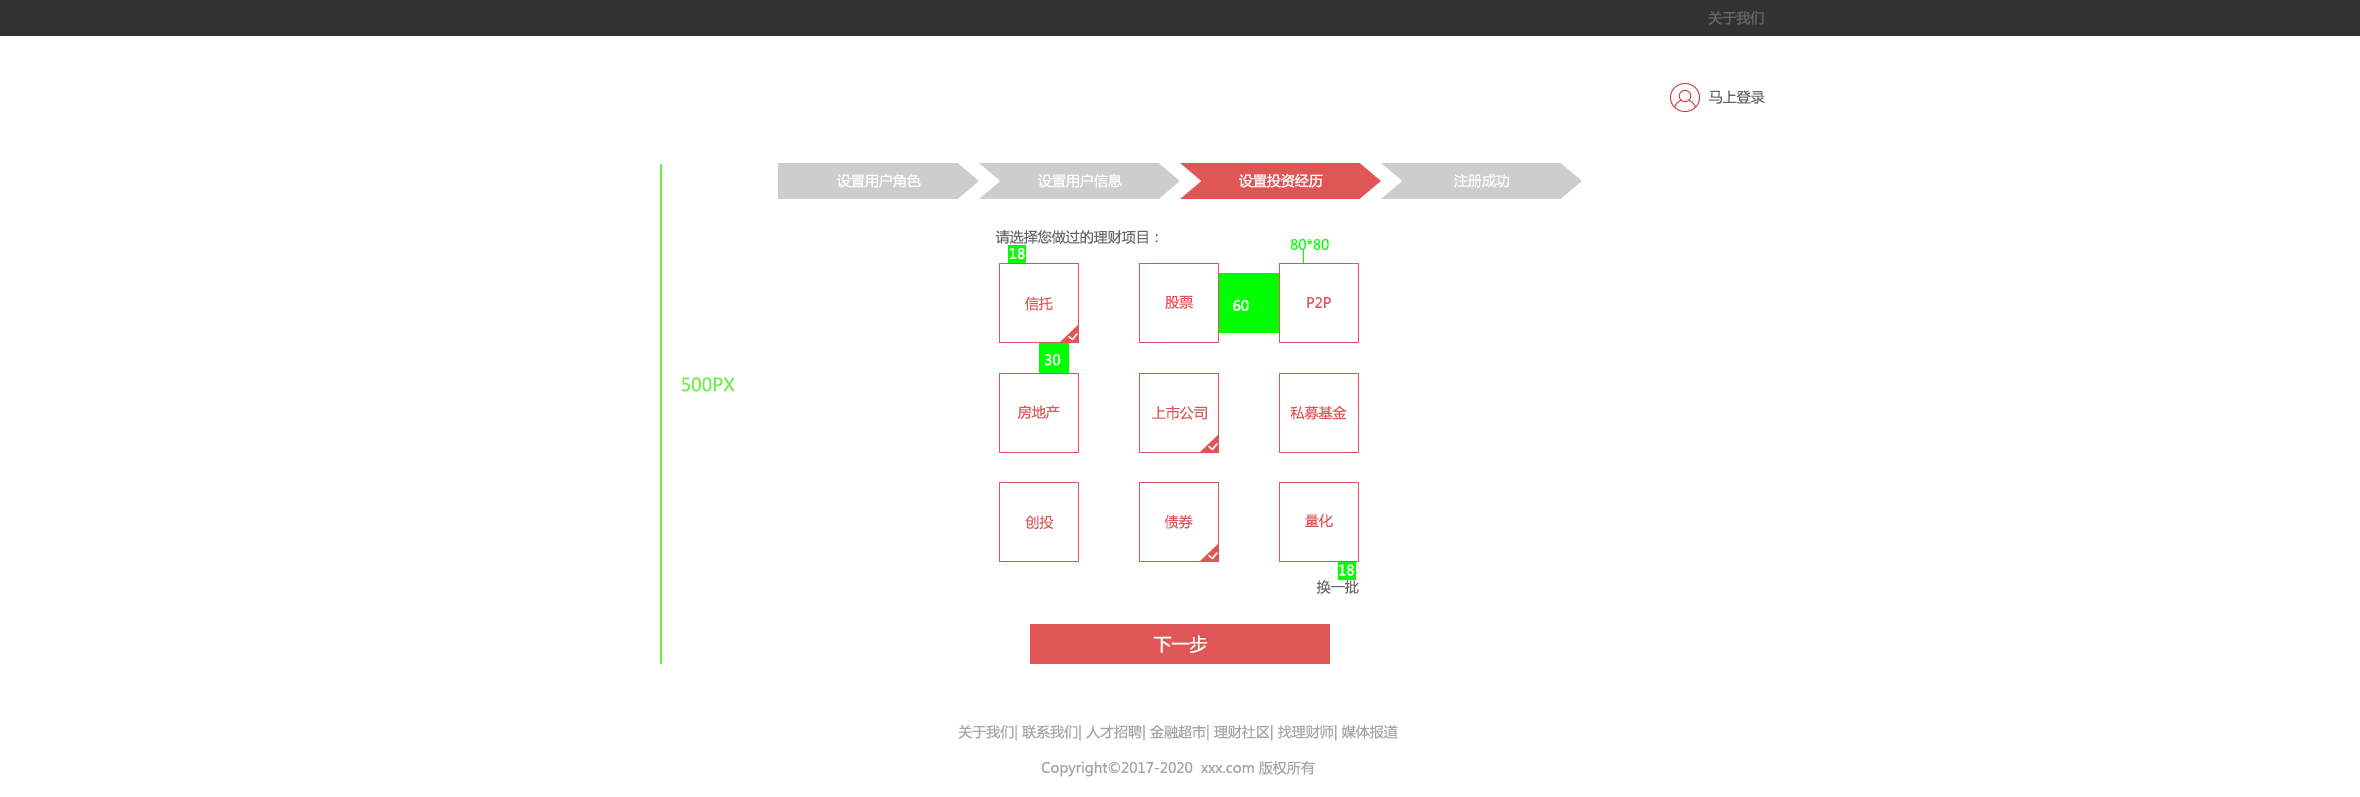 关于我们
马上登录
设置用户角色 设置用户信息 设置投资经历 注册成功
请选择您做过的理财项目：
80*80
18
信托 股票 60 P2P
30
500PX
房地产 上市公司 私募基金
创投 债券 量化
18
换一批
下一步
关于我们| 联系我们| 人才招聘| 金融超市| 理财社区| 找理财师| 媒体报道
Copyright©2017-2020 xxx.com 版权所有